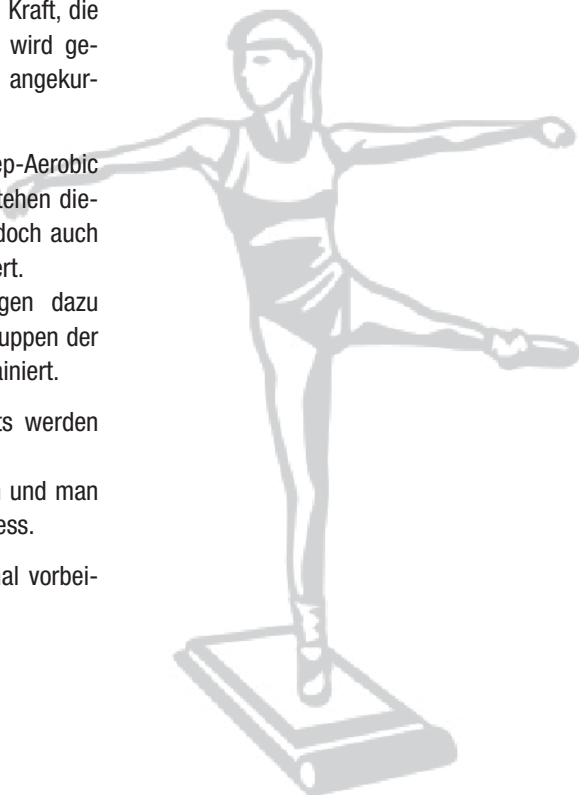 Kraft, die
wird ge-
angekur-
ep-Aerobic
tehen die-
doch auch
ert.
gen dazu
uppen der
iniert.
ts werden
und man
ess.
al vorbei-